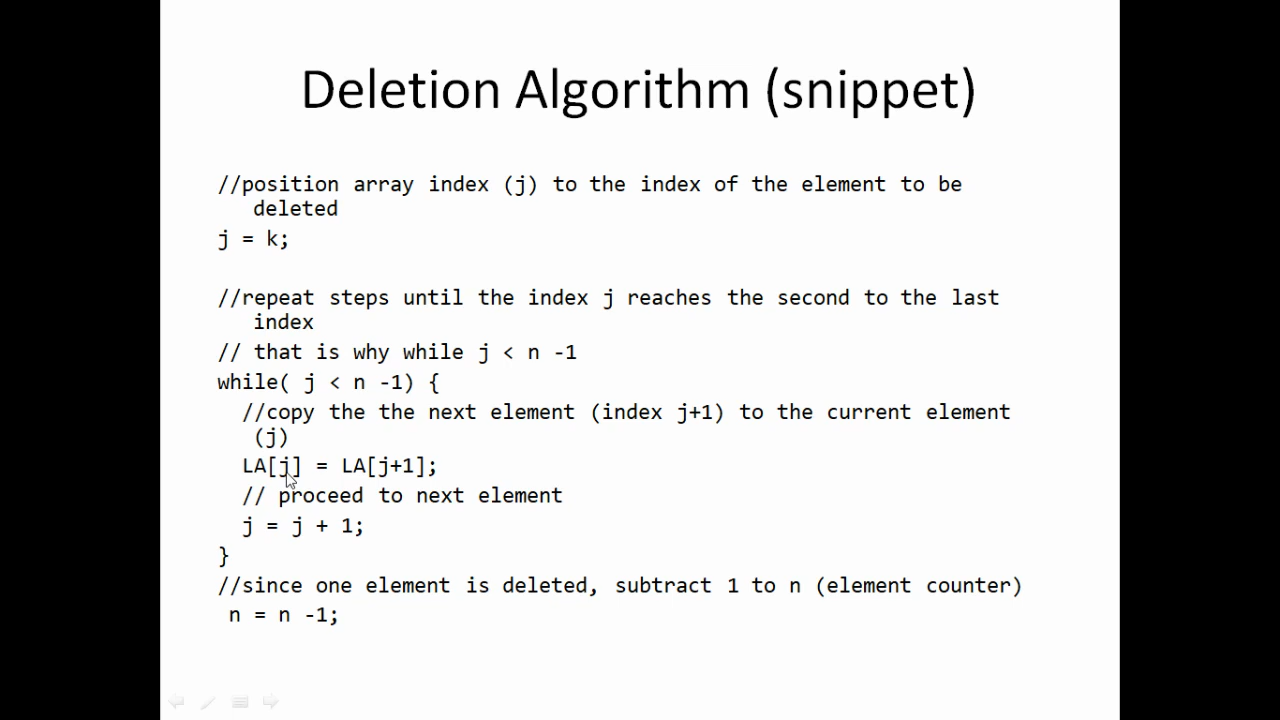 Deletion Algorithm (snippet)
//position array index (j) to the index of the element to be
deleted
j = k;
//repeat steps until the index j reaches the second to the last
index
// that is why while j < n -1
while( j < n -1) {
//copy the the next element (index j+1) to the current element
(j)
LA[j] = LA[j+1];
// proceed to next element
j = j + 1;
}
//since one element is deleted, subtract 1 to n (element counter)
n = n -1;